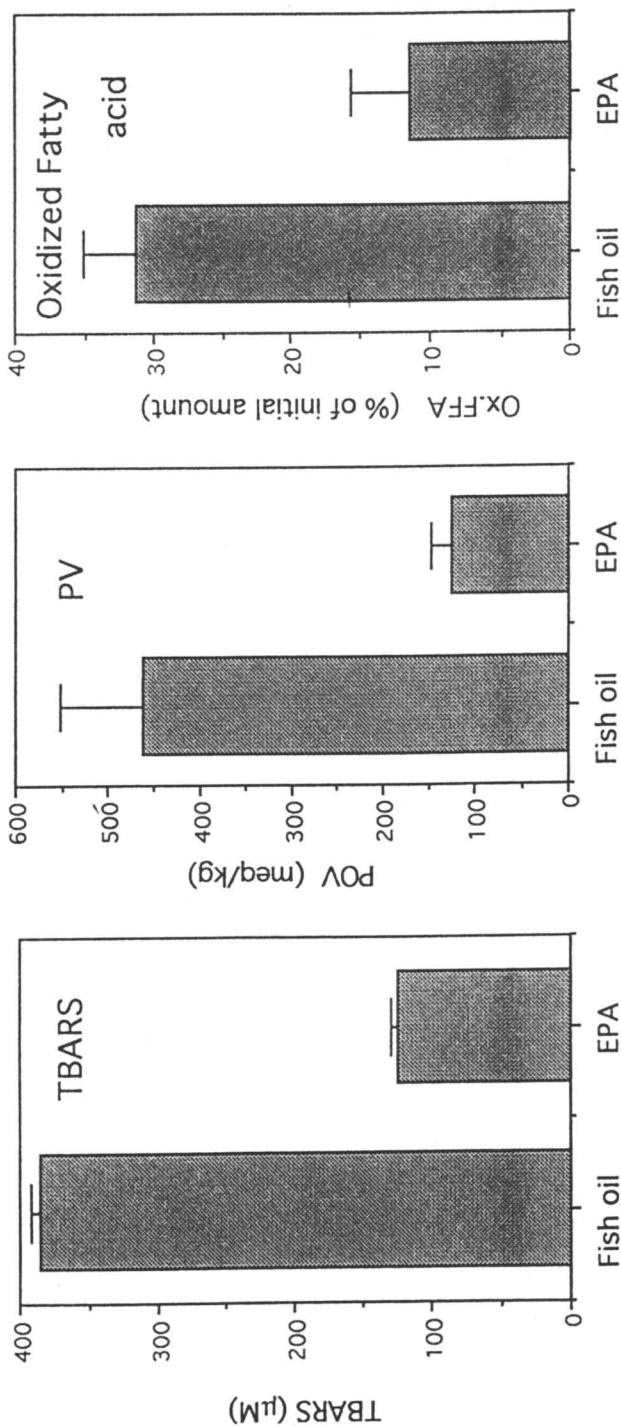 TBARS (µM)
400
300
200
100
0
TBARS
Fish oil
EPA
POV (meq/kg)
600
500
400
300
200
100
0
PV
Fish oil
EPA
Ox.FFA (% of initial amount)
40
30
20
10
0
Oxidized Fatty
acid
Fish oil
EPA